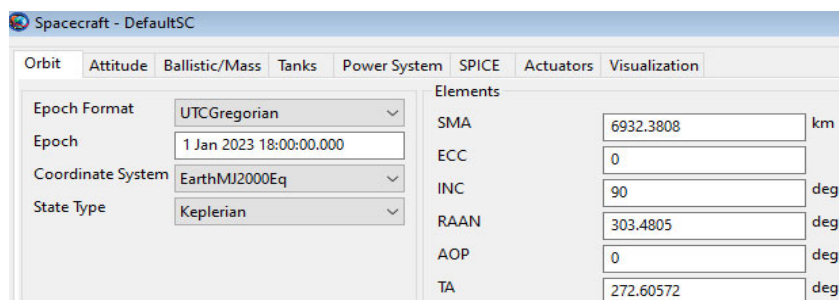 Spacecraft - DefaultSC
Orbit Attitude Ballistic/Mass Tanks Power System SPICE Actuators Visualization
Epoch Format UTCGregorian
Epoch 1 Jan 2023 18:00:00.000
Coordinate System EarthMJ2000Eq
State Type Keplerian
Elements
SMA 6932.3808 km
ECC 0
INC 90 deg
RAAN 303.4805 deg
AOP 0 deg
TA 272.60572 deg